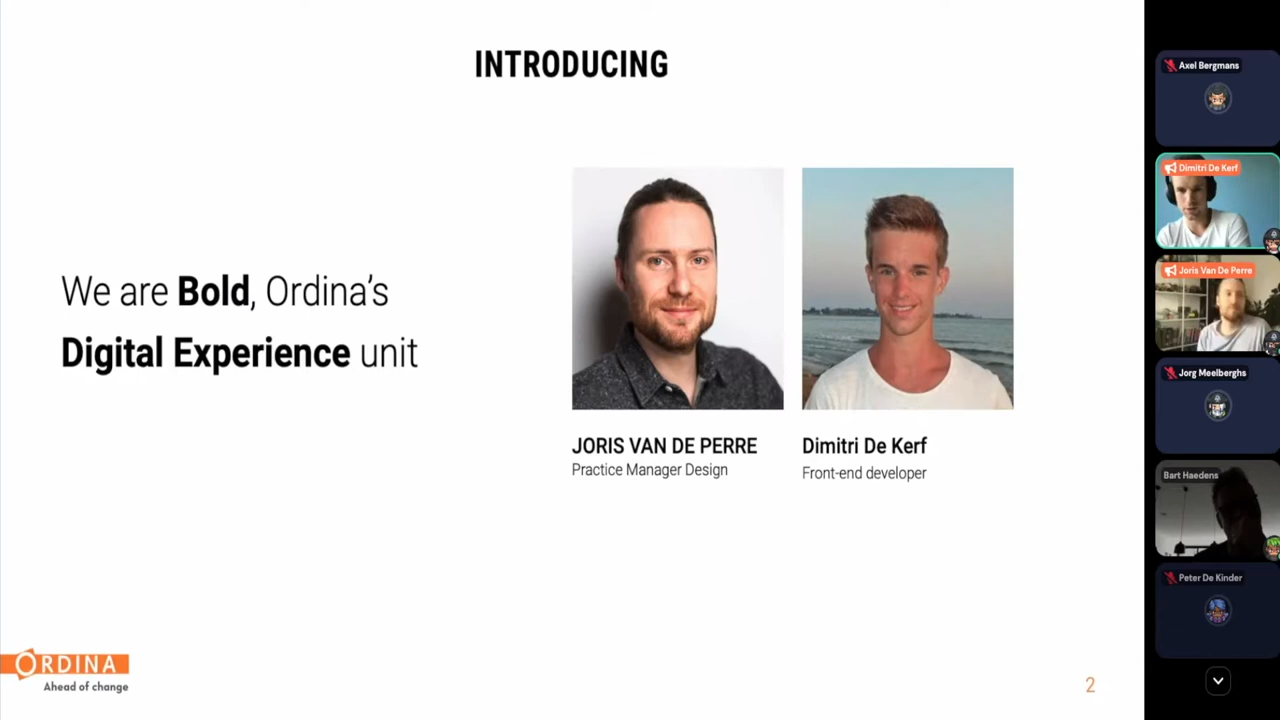 INTRODUCING
We are Bold, Ordina's
Digital Experience unit
JORIS VAN DE PERRE
Practice Manager Design
Dimitri De Kerf
Front-end developer
ORDINA
Ahead of change
2
Axel Bergmans
Dimitri De Kerf
Joris Van De Perre
Jorg Meelberghs
Bart Haedens
Peter De Kinder